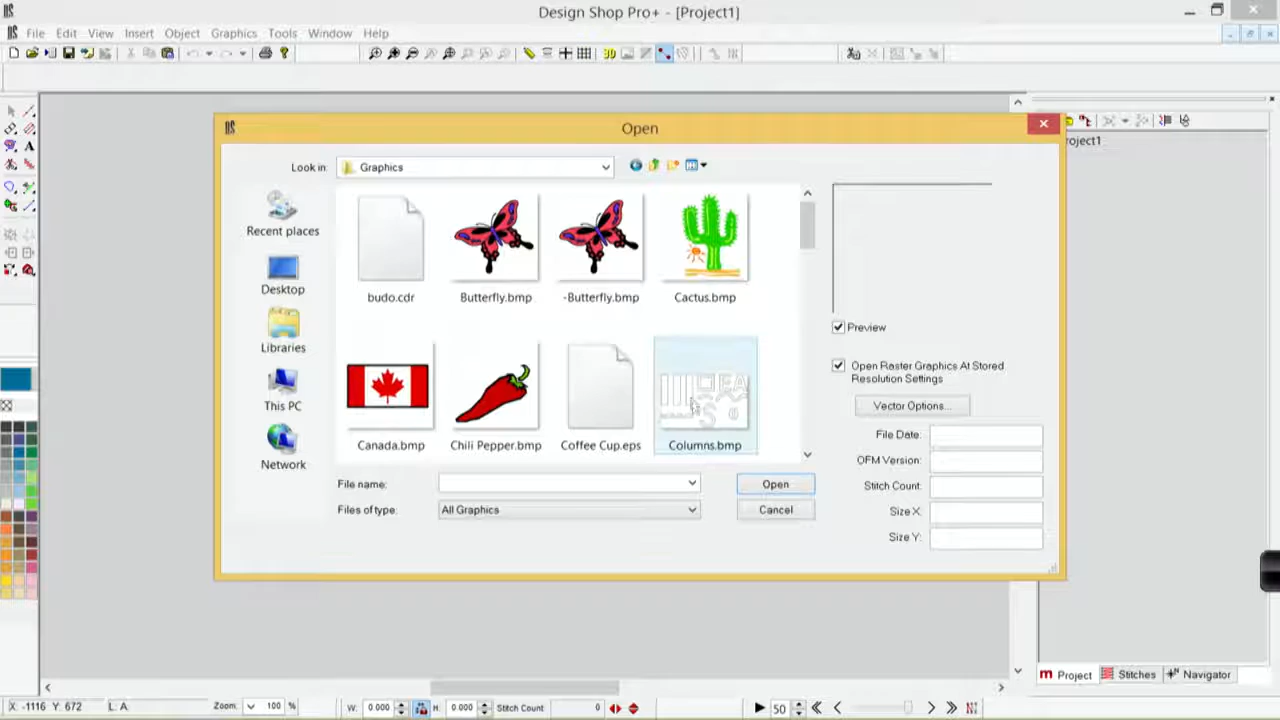 Design Shop Pro+ - [Project1]
File Edit View Insert Object Graphics Tools Window Help
3D
Open
Look in: Graphics
roject1
Recent places
Desktop
Libraries
This PC
Network
budo.cdr Butterfly.bmp -Butterfly.bmp Cactus.bmp
Canada.bmp Chili Pepper.bmp Coffee Cup.eps Columns.bmp
Preview
Open Raster Graphics At Stored
Resolution Settings
Vector Options...
File Date:
OFM Version:
Stitch Count:
Size X:
Size Y:
File name: Open
Files of type: All Graphics Cancel
Project Stitches Navigator
X: -1116 Y: 672 L: A: Zoom: 100 % W: 0.000 H: 0.000 Stitch Count 0 50